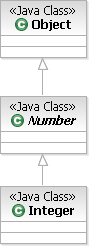 «Java Class»
C Object
«Java Class»
C Number
«Java Class»
C Integer